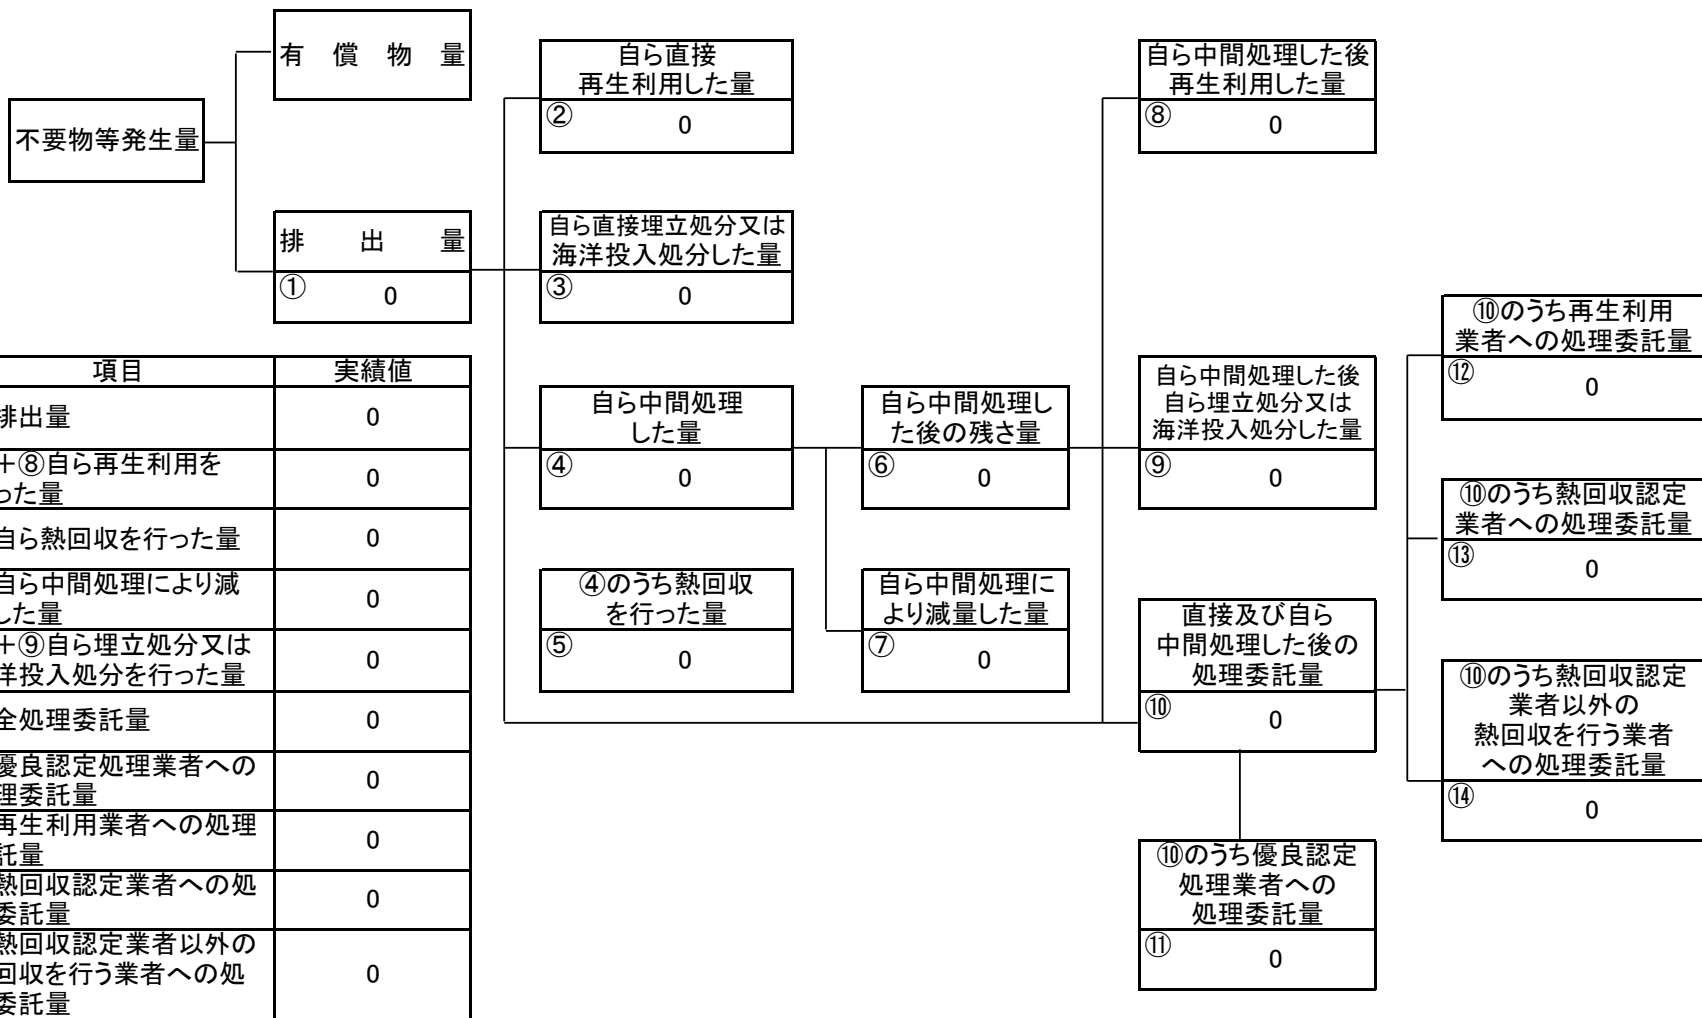 有償物量
不要物等発生量
排出量
① 0
自ら直接
再生利用した量
② 0
自ら直接埋立処分又は
海洋投入処分した量
③ 0
自ら中間処理
した量
④ 0
④のうち熱回収
を行った量
⑤ 0
自ら中間処理し
た後の残さ量
⑥ 0
自ら中間処理に
より減量した量
⑦ 0
自ら中間処理した後
再生利用した量
⑧ 0
自ら中間処理した後
自ら埋立処分又は
海洋投入処分した量
⑨ 0
直接及び自ら
中間処理した後の
処理委託量
⑩ 0
⑩のうち優良認定
処理業者への
処理委託量
⑪ 0
⑩のうち再生利用
業者への処理委託量
⑫ 0
⑩のうち熱回収認定
業者への処理委託量
⑬ 0
⑩のうち熱回収認定
業者以外の
熱回収を行う業者
への処理委託量
⑭ 0
項目 実績値
排出量 0
+⑧自ら再生利用を
った量 0
自ら熱回収を行った量 0
自ら中間処理により減
した量 0
+⑨自ら埋立処分又は
洋投入処分を行った量 0
全処理委託量 0
優良認定処理業者への
理委託量 0
再生利用業者への処理
託量 0
熱回収認定業者への処
委託量 0
熱回収認定業者以外の
回収を行う業者への処
委託量 0